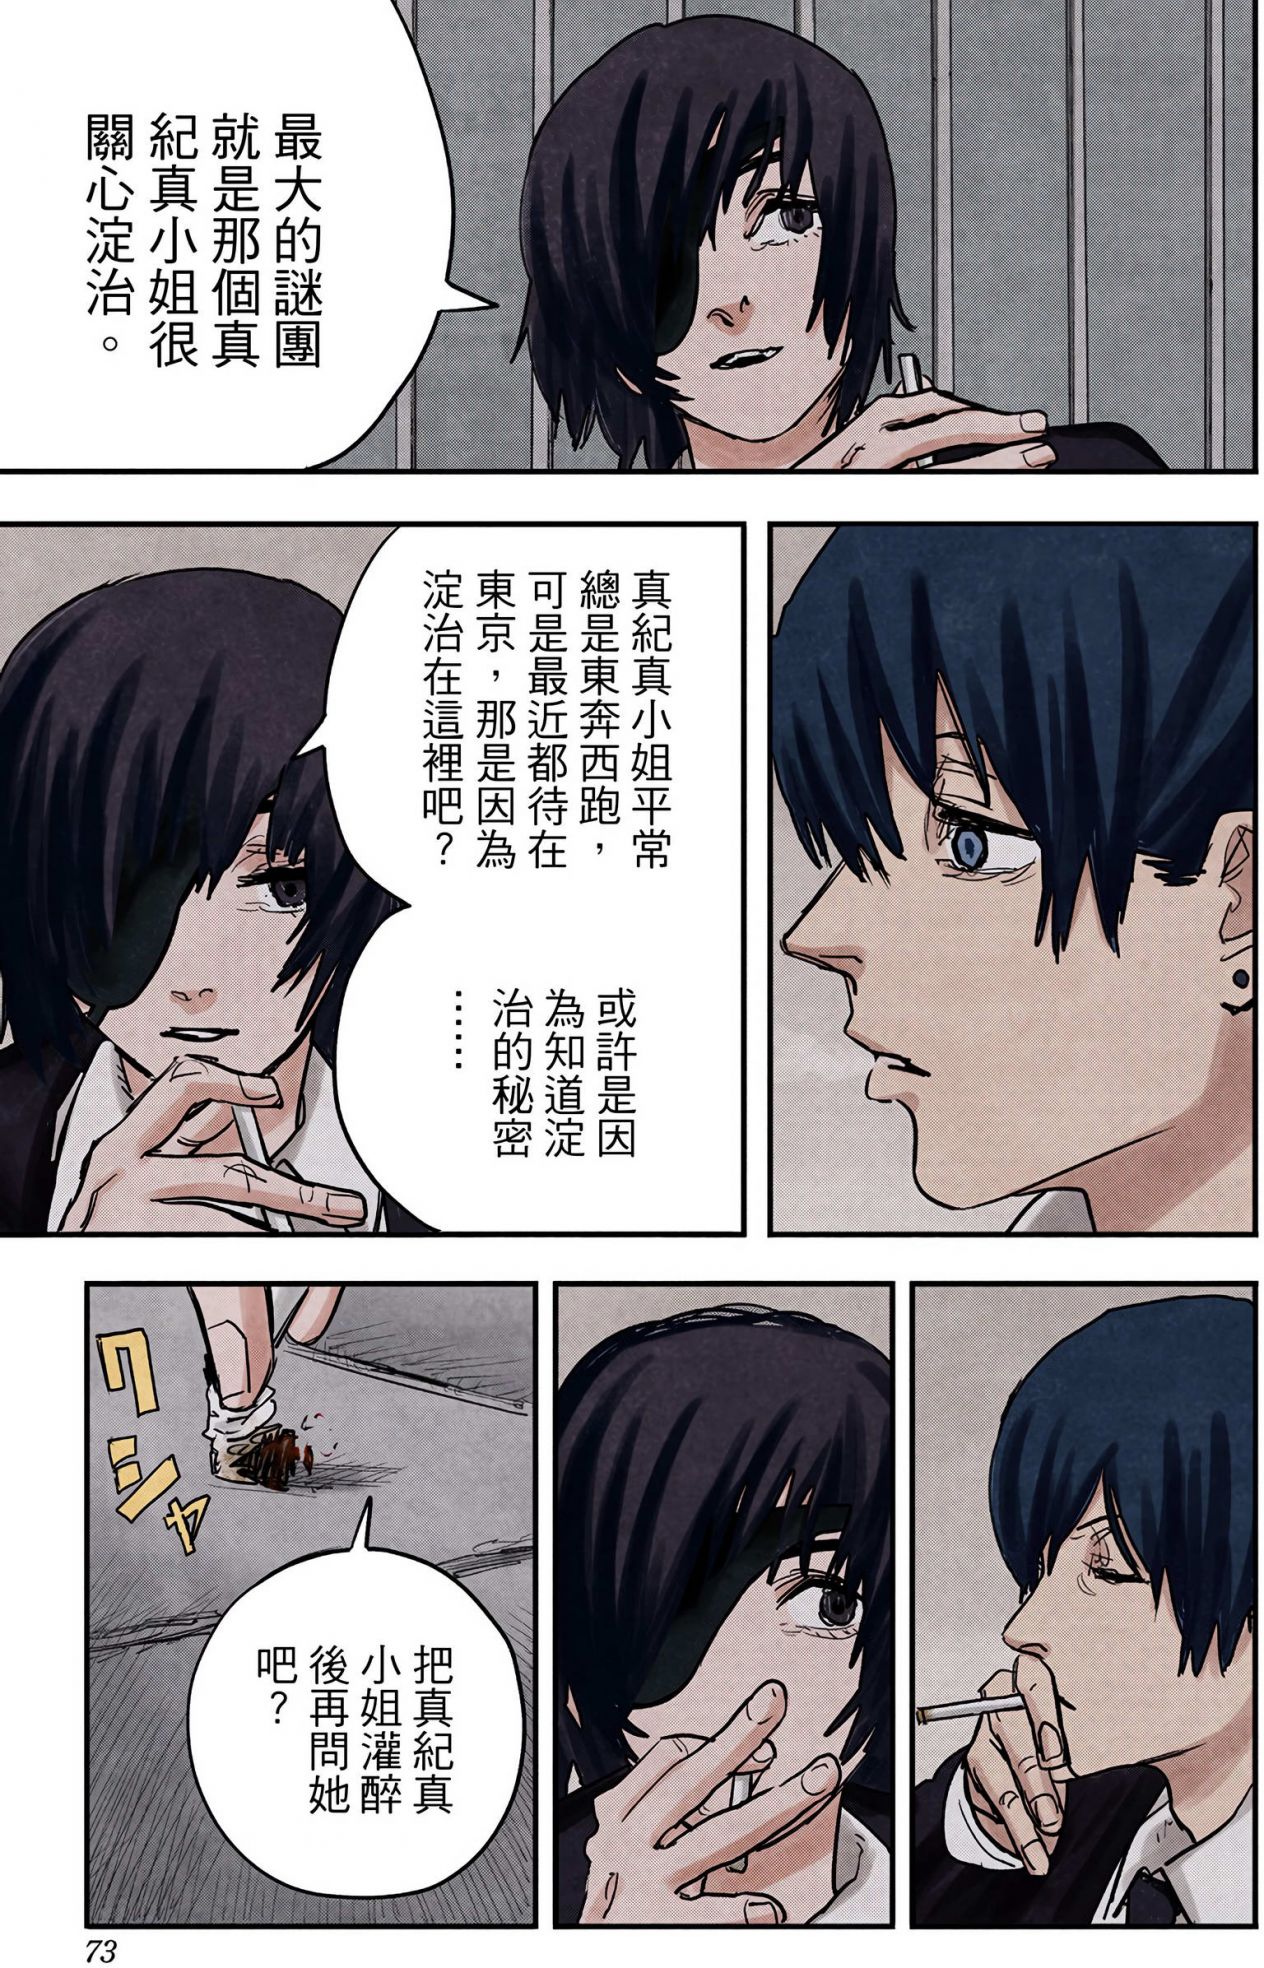 最大的謎團
就是那個真
紀真小姐很
關心淀治。
真紀真小姐平常
總是東奔西跑，
可是最近都待在
東京，那是因為
淀治在這裡吧？
或許是因
為知道淀
治的秘密
……
クシャ
把真紀真
小姐灌醉
後再問她
吧？
73